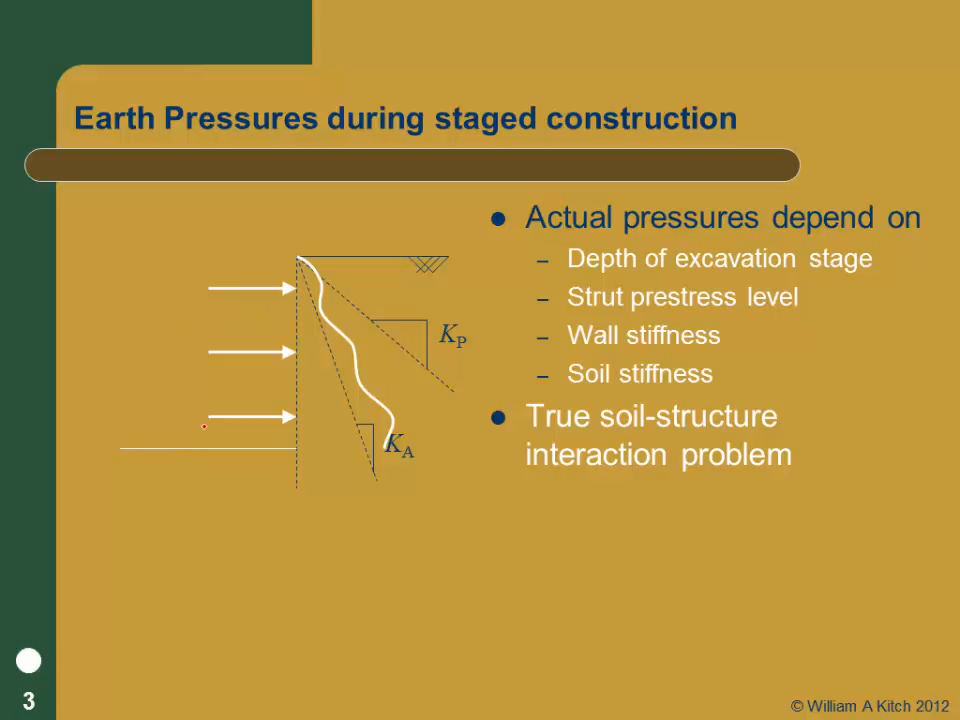 Earth Pressures during staged construction
● Actual pressures depend on
– Depth of excavation stage
– Strut prestress level
– Wall stiffness
– Soil stiffness
● True soil-structure
interaction problem
KP
KA
3
© William A Kitch 2012